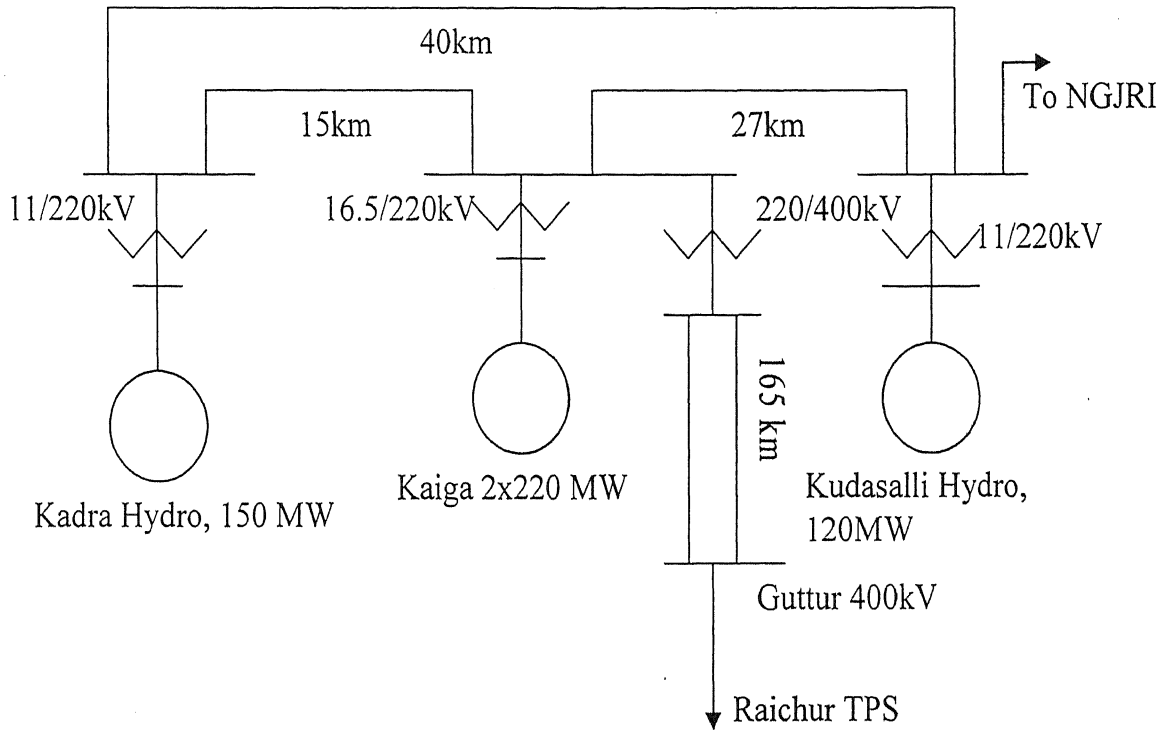 40km
To NGJRI
15km
27km
11/220kV
16.5/220kV
220/400kV
11/220kV
165 km
Kadra Hydro, 150 MW
Kaiga 2x220 MW
Kudasalli Hydro,
120MW
Guttur 400kV
Raichur TPS